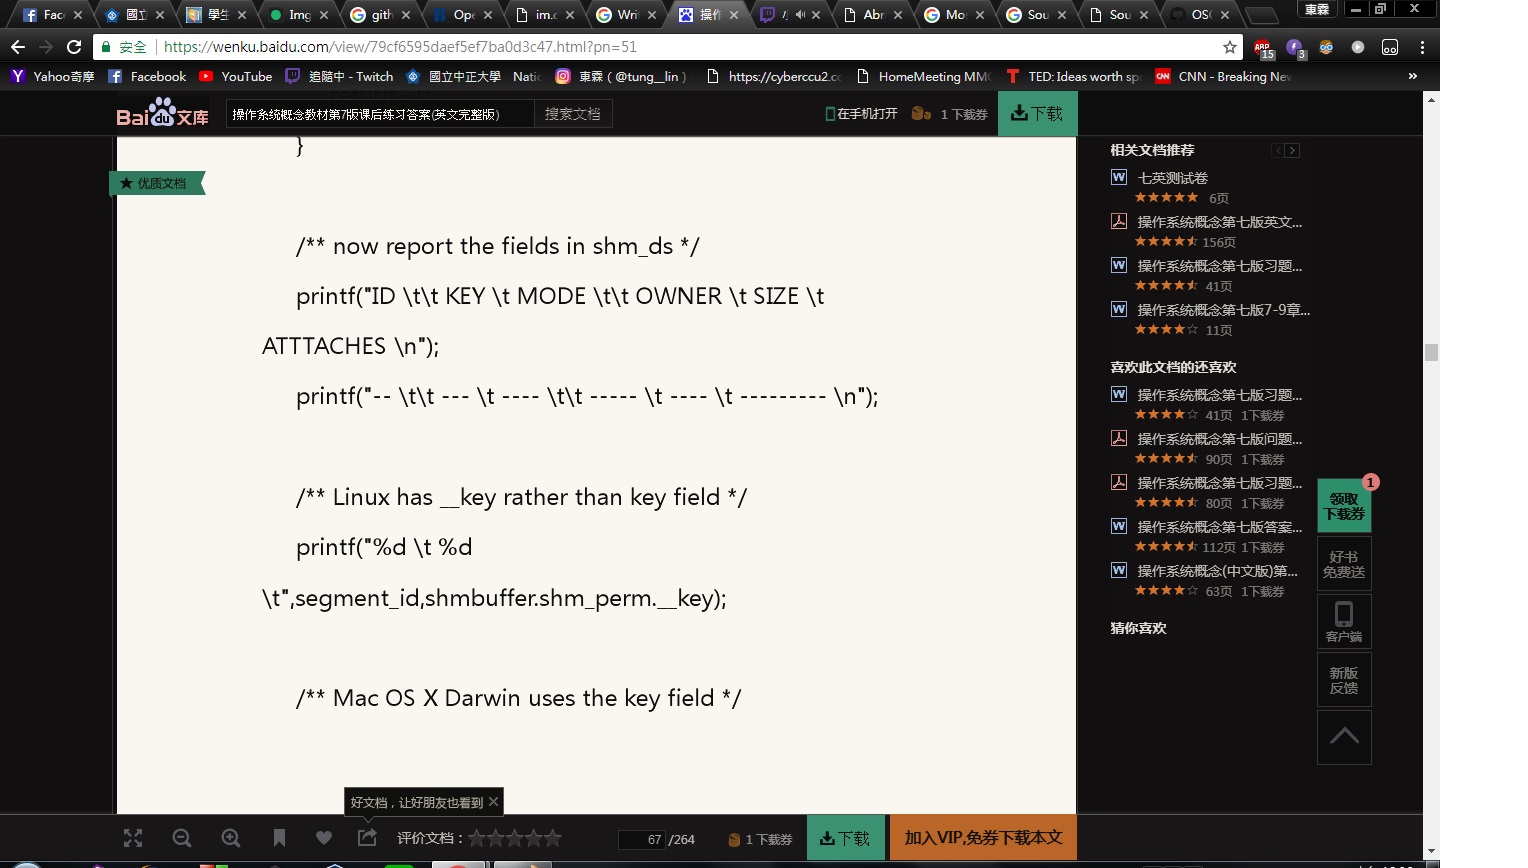 Face
國立
學生
Img
gith
Ope
im.c
Wri
操作
Abr
Mos
Sou
Sou
OSC
東霖
安全 https://wenku.baidu.com/view/79cf6595daef5ef7ba0d3c47.html?pn=51
15
3
Yahoo奇摩 Facebook YouTube 追隨中 - Twitch 國立中正大學 Natio 東霖 ( @tung__lin ) https://cyberccu2.cc HomeMeeting MMC TED: Ideas worth spr CNN - Breaking New »
Bai du 文库
操作系统概念教材第7版课后练习答案(英文完整版) 搜索文档
在手机打开 1 下载券 下载
}
优质文档
/** now report the fields in shm_ds */
printf("ID \t\t KEY \t MODE \t\t OWNER \t SIZE \t
ATTTACHES \n");
printf("-- \t\t --- \t ---- \t\t ----- \t ---- \t --------- \n");
/** Linux has __key rather than key field */
printf("%d \t %d
\t",segment_id,shmbuffer.shm_perm.__key);
/** Mac OS X Darwin uses the key field */
相关文档推荐
七英测试卷
6页
操作系统概念第七版英文...
156页
操作系统概念第七版习题...
41页
操作系统概念第七版7-9章...
11页
喜欢此文档的还喜欢
操作系统概念第七版习题...
41页 1下载券
操作系统概念第七版问题...
90页 1下载券
操作系统概念第七版习题...
80页 1下载券
操作系统概念第七版答案...
112页 1下载券
操作系统概念(中文版)第...
63页 1下载券
猜你喜欢
1
领取
下载券
好书
免费送
客户端
新版
反馈
好文档，让好朋友也看到
评价文档：
67 /264
1 下载券
下载
加入VIP,免券下载本文